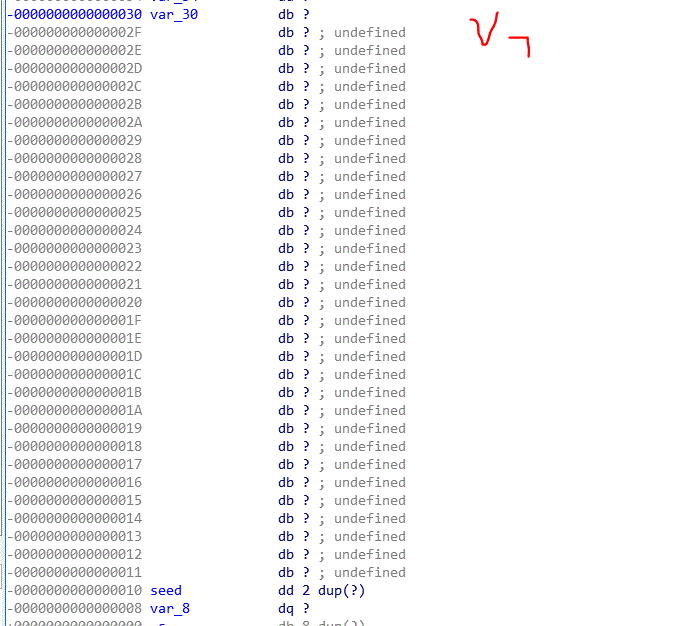 -0000000000000030 var_30 db ?
-000000000000002F db ? ; undefined
-000000000000002E db ? ; undefined
-000000000000002D db ? ; undefined
-000000000000002C db ? ; undefined
-000000000000002B db ? ; undefined
-000000000000002A db ? ; undefined
-0000000000000029 db ? ; undefined
-0000000000000028 db ? ; undefined
-0000000000000027 db ? ; undefined
-0000000000000026 db ? ; undefined
-0000000000000025 db ? ; undefined
-0000000000000024 db ? ; undefined
-0000000000000023 db ? ; undefined
-0000000000000022 db ? ; undefined
-0000000000000021 db ? ; undefined
-0000000000000020 db ? ; undefined
-000000000000001F db ? ; undefined
-000000000000001E db ? ; undefined
-000000000000001D db ? ; undefined
-000000000000001C db ? ; undefined
-000000000000001B db ? ; undefined
-000000000000001A db ? ; undefined
-0000000000000019 db ? ; undefined
-0000000000000018 db ? ; undefined
-0000000000000017 db ? ; undefined
-0000000000000016 db ? ; undefined
-0000000000000015 db ? ; undefined
-0000000000000014 db ? ; undefined
-0000000000000013 db ? ; undefined
-0000000000000012 db ? ; undefined
-0000000000000011 db ? ; undefined
-0000000000000010 seed dd 2 dup(?)
-0000000000000008 var_8 dq ?